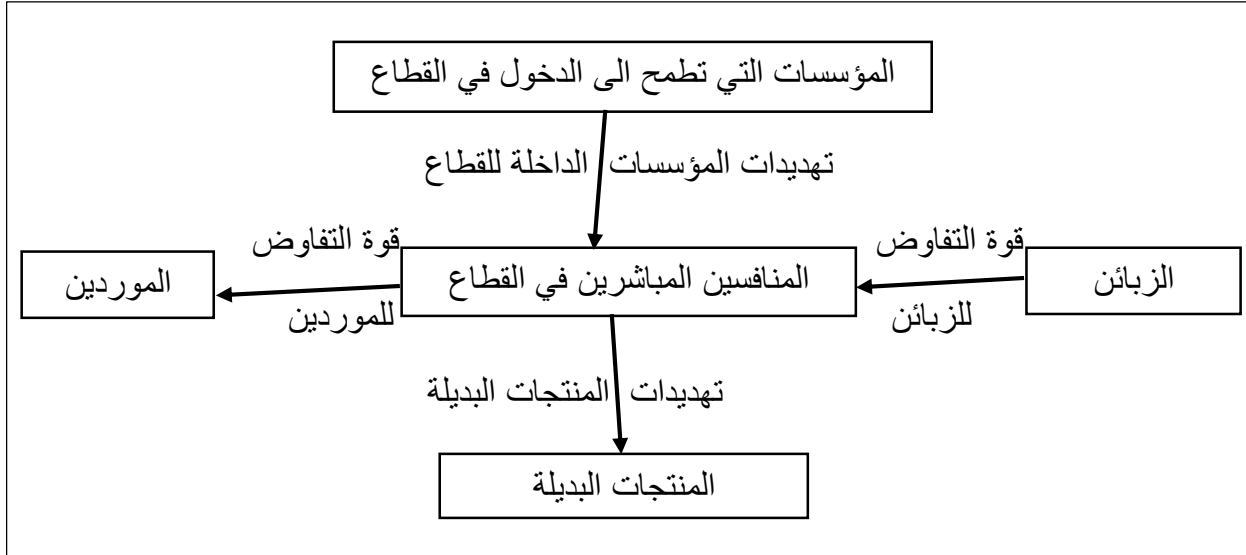 المؤسسات التي تطمح الى الدخول في القطاع
تهديدات المؤسسات الداخلة للقطاع
قوة التفاوض
قوة التفاوض
الزبائن
المنافسين المباشرين في القطاع
الموردين
للزبائن
للموردين
تهديدات المنتجات البديلة
المنتجات البديلة